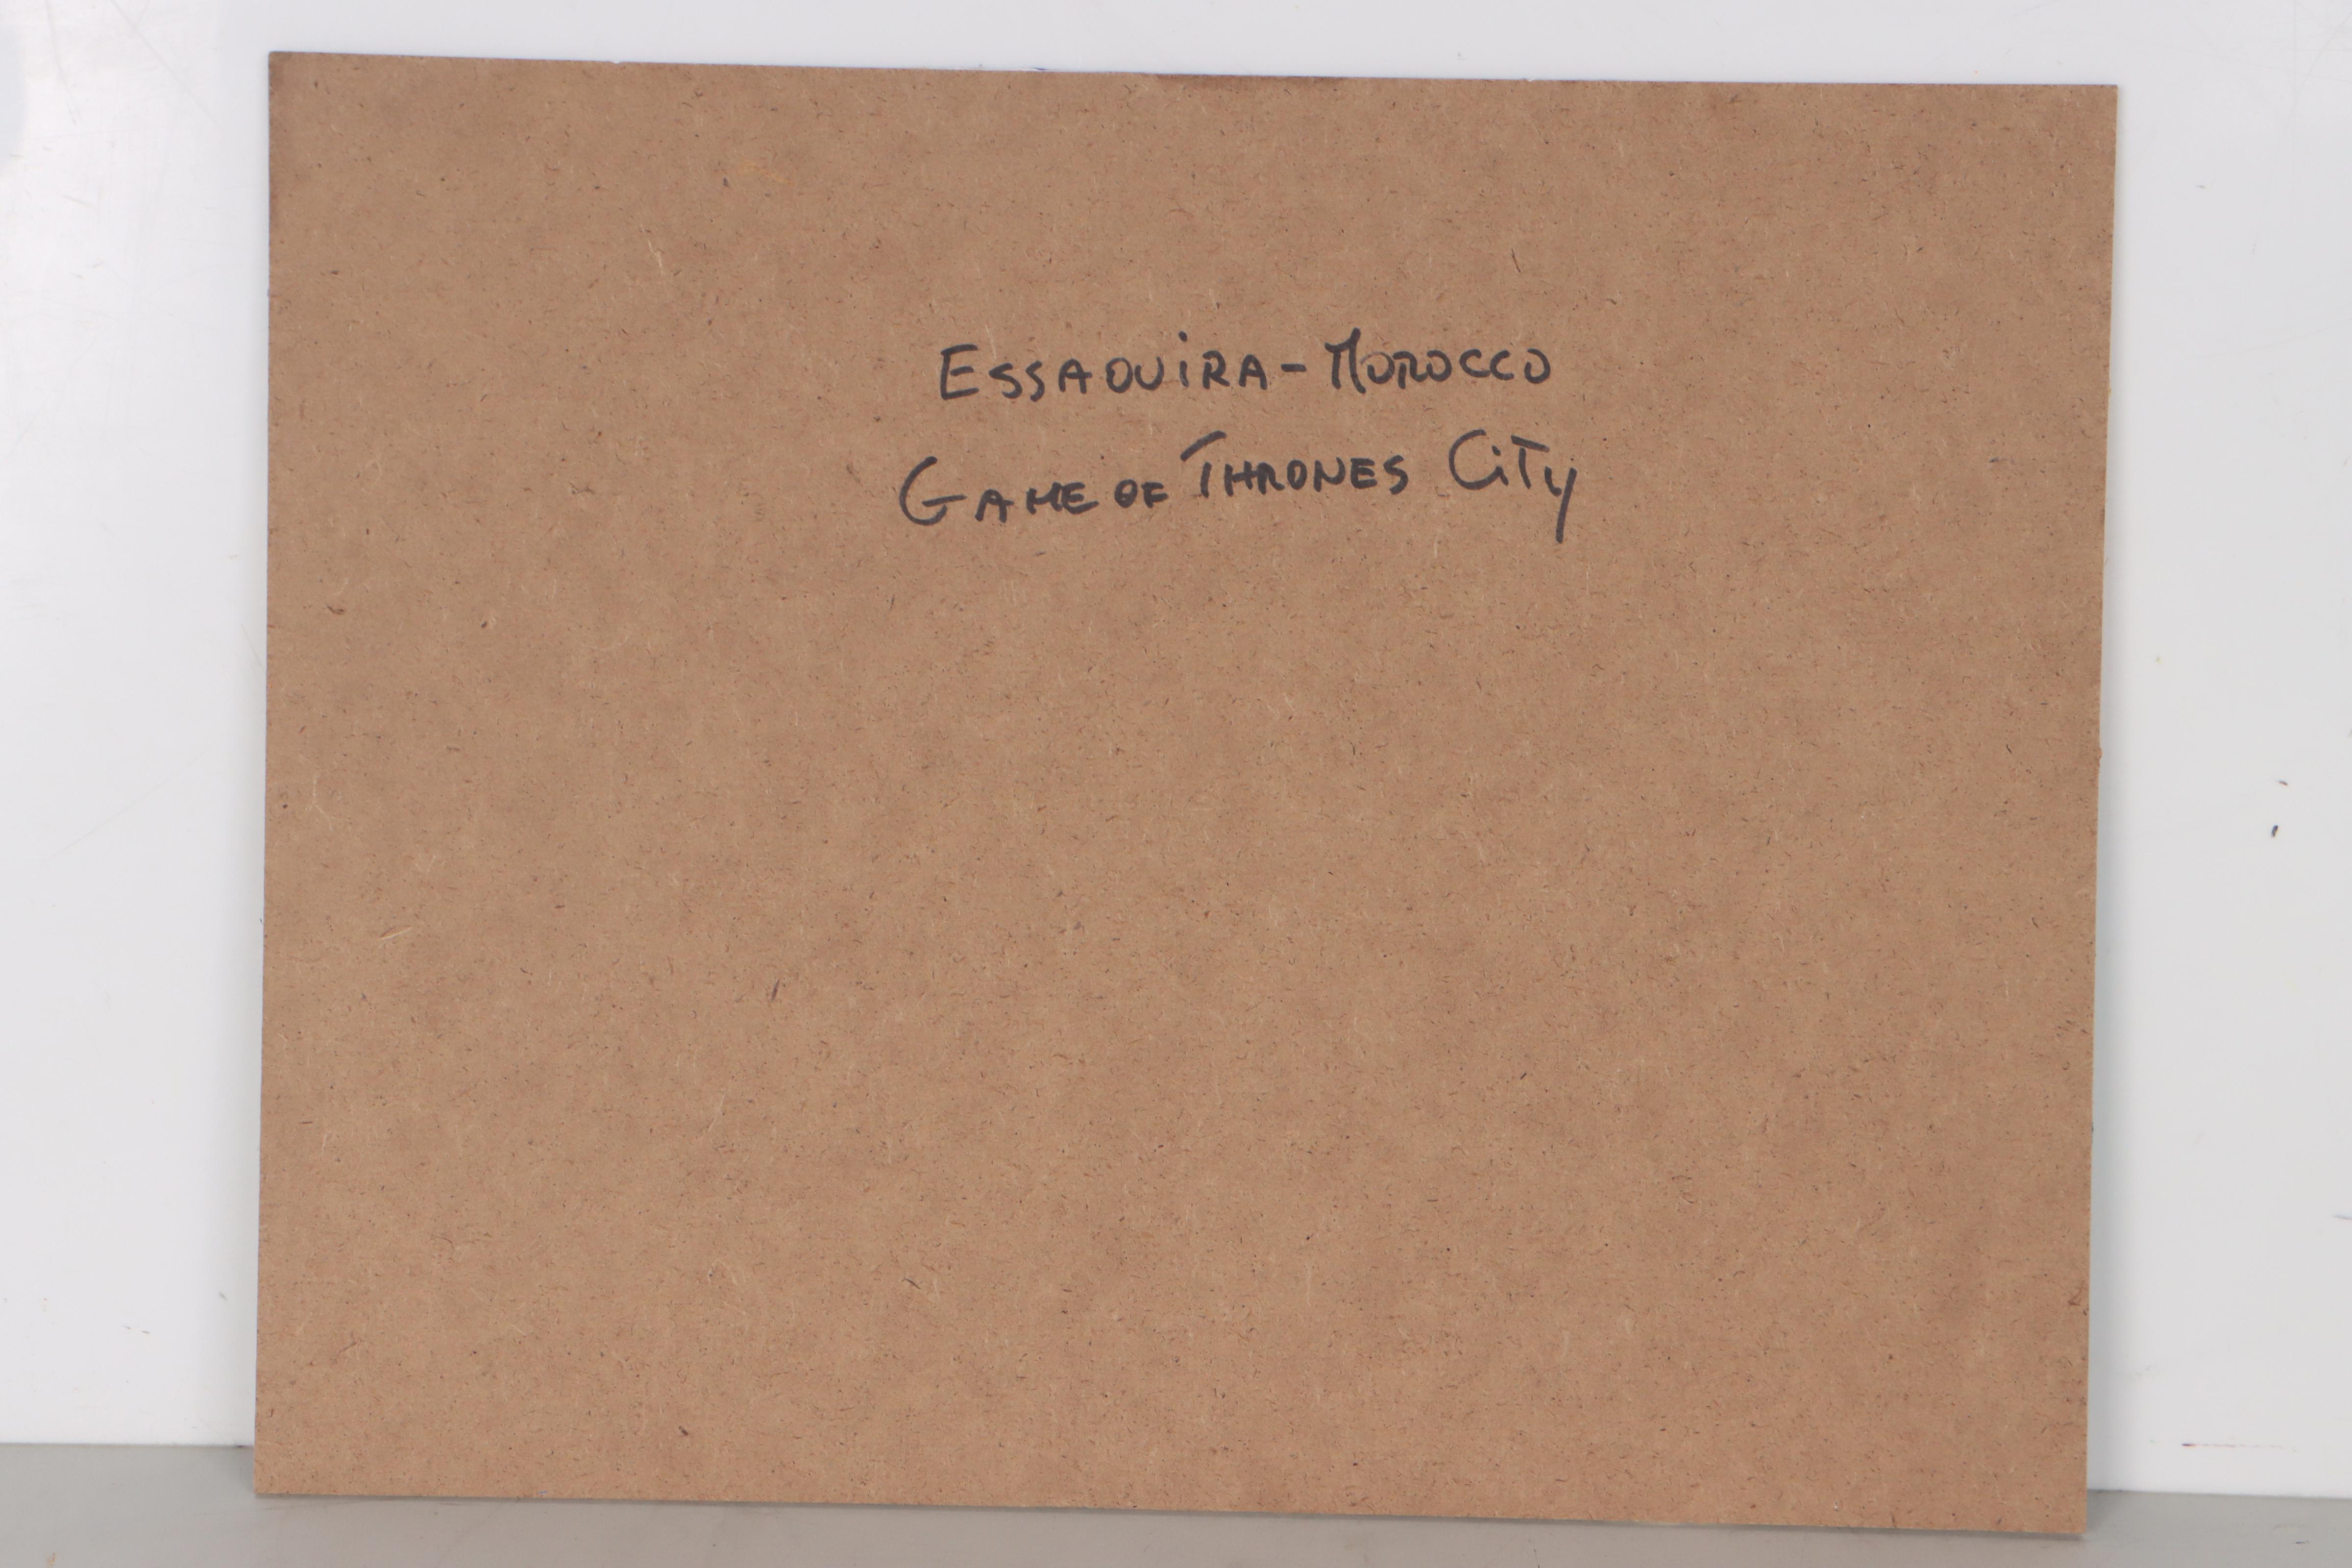 ESSAOUIRA - MOROCCO
GAME OF THRONES CITY